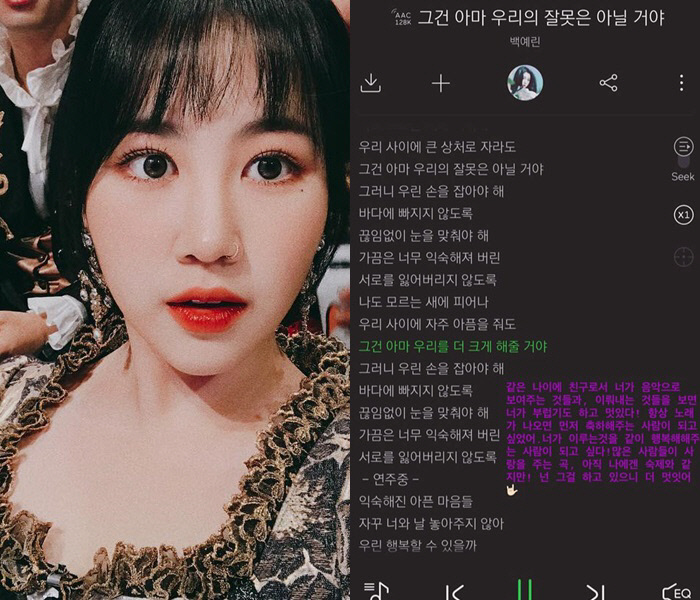 AAC
128K
그건 아마 우리의 잘못은 아닐 거야
백예린
우리 사이에 큰 상처로 자라도
그건 아마 우리의 잘못은 아닐 거야
Seek
그러니 우린 손을 잡아야 해
바다에 빠지지 않도록
X1
끊임없이 눈을 맞춰야 해
가끔은 너무 익숙해져 버린
서로를 잃어버리지 않도록
나도 모르는 새에 피어나
우리 사이에 자주 아픔을 줘도
그건 아마 우리를 더 크게 해줄 거야
그러니 우린 손을 잡아야 해
바다에 빠지지 않도록
끊임없이 눈을 맞춰야 해
가끔은 너무 익숙해져 버린
서로를 잃어버리지 않도록
– 연주중 –
익숙해진 아픈 마음들
자꾸 너와 날 놓아주지 않아
우린 행복할 수 있을까
같은 나이에 친구로서 너가 음악으로
보여주는 것들과, 이뤄내는 것들을 보면
너가 부럽기도 하고 멋있다! 항상 노래
가 나오면 먼저 축하해주는 사람이 되고
싶었어 너가 이루는것을 같이 행복해해주
는 사람이 되고 싶다!많은 사람들이 사
랑을 주는 곡, 아직 나에겐 숙제와 같
지만! 넌 그걸 하고 있으니 더 멋잇어
EQ